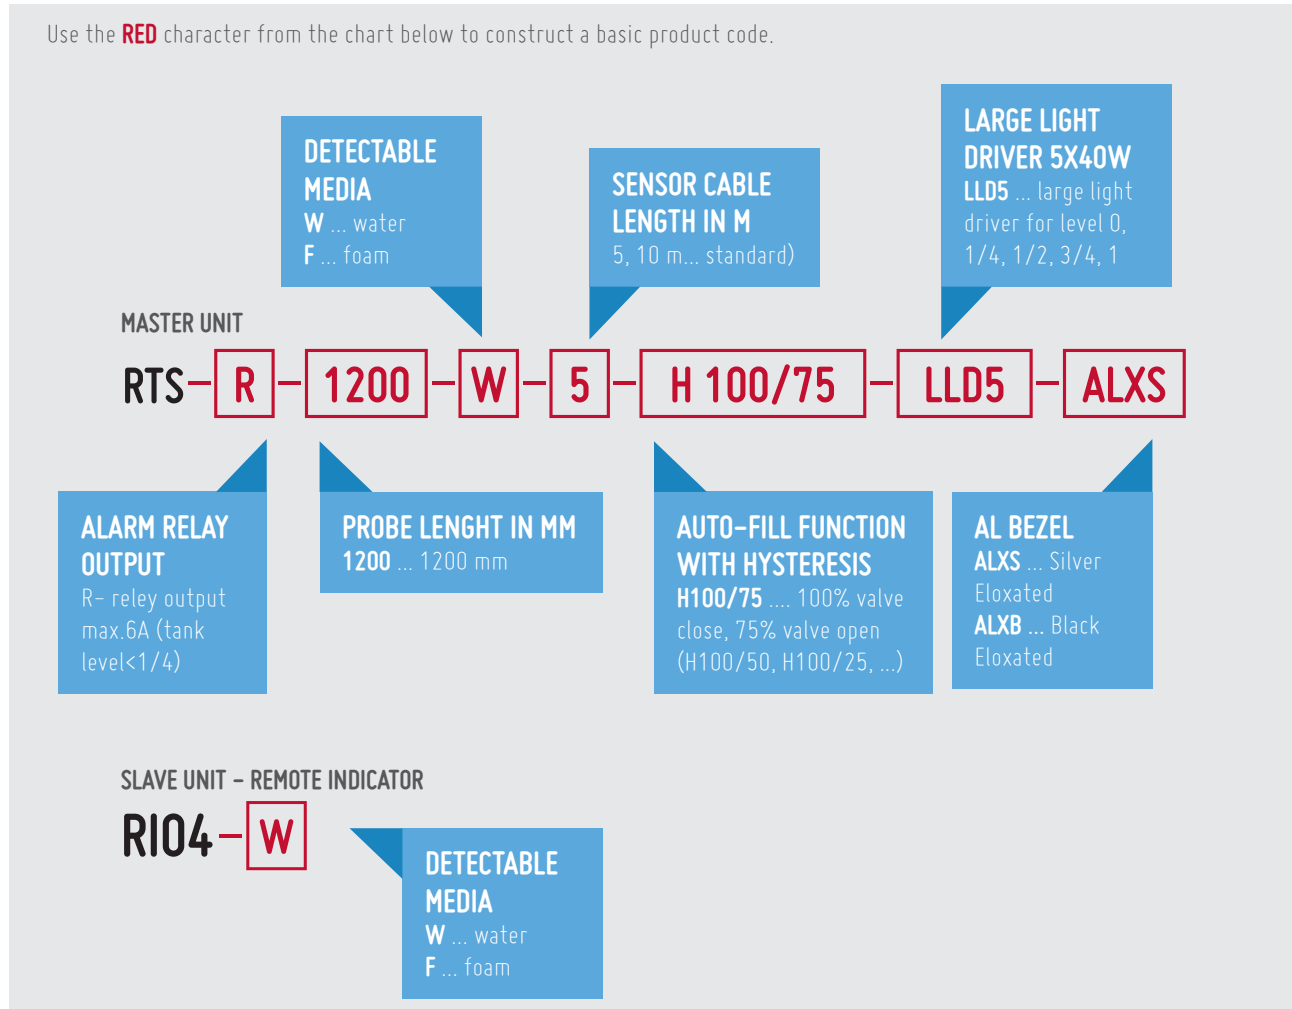 Use the RED character from the chart below to construct a basic product code.
DETECTABLE
MEDIA
W ... water
F ... foam
SENSOR CABLE
LENGTH IN M
5, 10 m... standard)
LARGE LIGHT
DRIVER 5X40W
LLD5 ... large light
driver for level 0,
1/4, 1/2, 3/4, 1
MASTER UNIT
RTS-R-1200-W-5-H 100/75-LLD5-ALXS
ALARM RELAY
OUTPUT
R- reley output
max.6A (tank
level<1/4)
PROBE LENGHT IN MM
1200 ... 1200 mm
AUTO-FILL FUNCTION
WITH HYSTERESIS
H100/75 .... 100% valve
close, 75% valve open
(H100/50, H100/25, ...)
AL BEZEL
ALXS ... Silver
Eloxated
ALXB ... Black
Eloxated
SLAVE UNIT - REMOTE INDICATOR
RIO4-W
DETECTABLE
MEDIA
W ... water
F ... foam